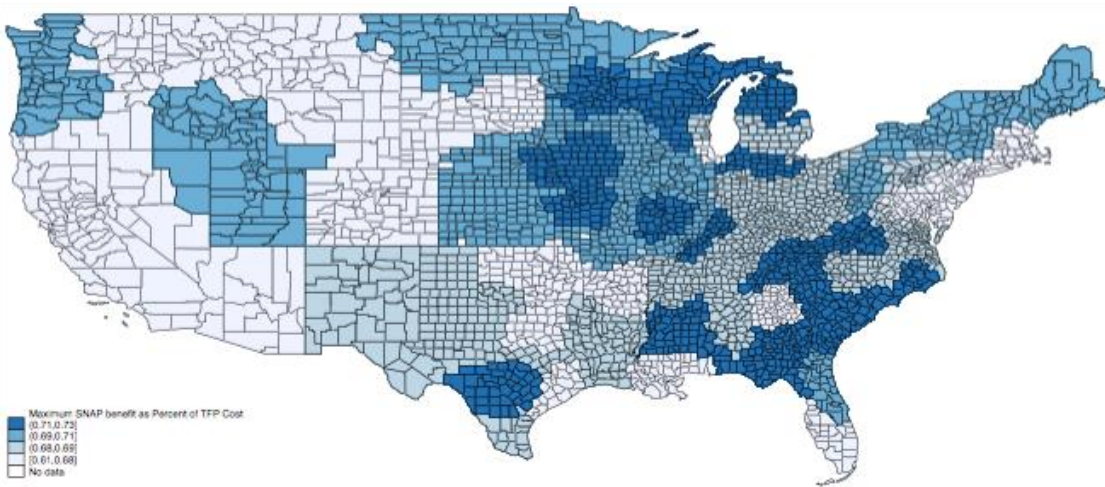 Maximum SNAP benefit as Percent of TFP Cost
(0.71,0.73]
(0.69,0.71]
(0.68,0.69]
[0.61,0.68]
No data